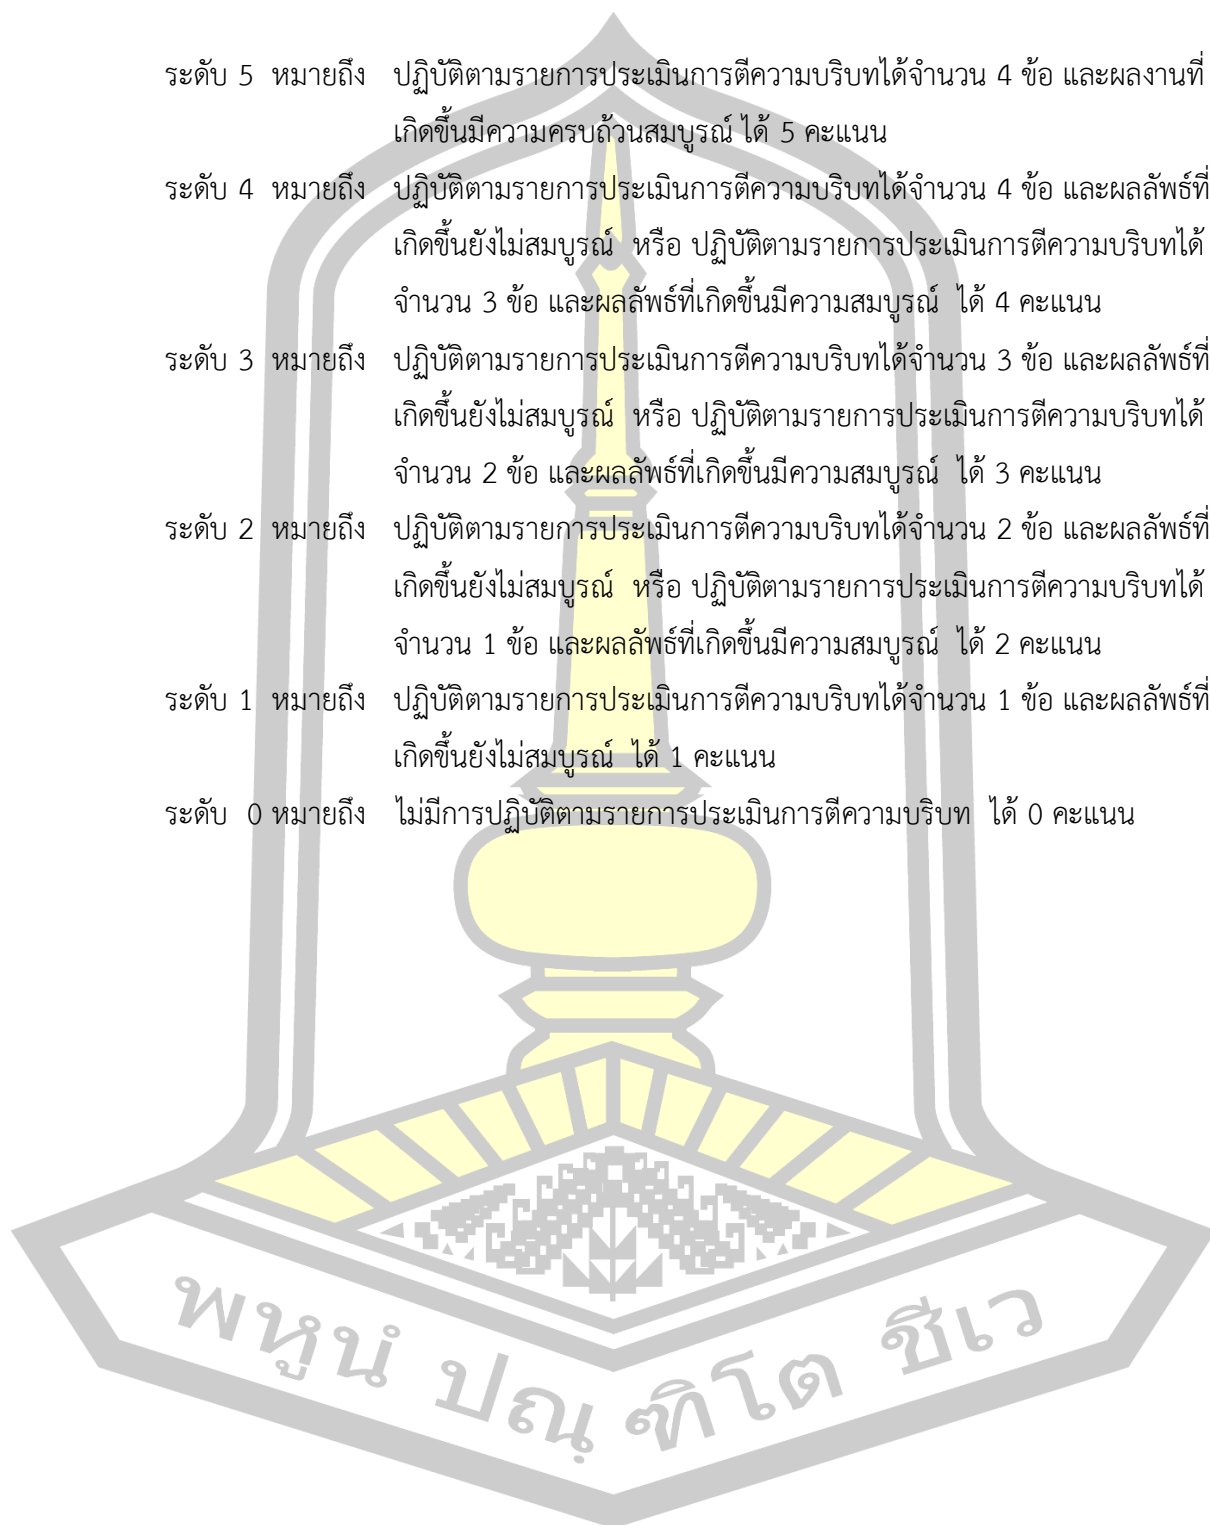 ระดับ 5 หมายถึง ปฏิบัติตามรายการประเมินการตีความบริบทได้จำนวน 4 ข้อ และผลงานที่
เกิดขึ้นมีความครบถ้วนสมบูรณ์ ได้ 5 คะแนน
ระดับ 4 หมายถึง ปฏิบัติตามรายการประเมินการตีความบริบทได้จำนวน 4 ข้อ และผลลัพธ์ที่
เกิดขึ้นยังไม่สมบูรณ์ หรือ ปฏิบัติตามรายการประเมินการตีความบริบทได้
จำนวน 3 ข้อ และผลลัพธ์ที่เกิดขึ้นมีความสมบูรณ์ ได้ 4 คะแนน
ระดับ 3 หมายถึง ปฏิบัติตามรายการประเมินการตีความบริบทได้จำนวน 3 ข้อ และผลลัพธ์ที่
เกิดขึ้นยังไม่สมบูรณ์ หรือ ปฏิบัติตามรายการประเมินการตีความบริบทได้
จำนวน 2 ข้อ และผลลัพธ์ที่เกิดขึ้นมีความสมบูรณ์ ได้ 3 คะแนน
ระดับ 2 หมายถึง ปฏิบัติตามรายการประเมินการตีความบริบทได้จำนวน 2 ข้อ และผลลัพธ์ที่
เกิดขึ้นยังไม่สมบูรณ์ หรือ ปฏิบัติตามรายการประเมินการตีความบริบทได้
จำนวน 1 ข้อ และผลลัพธ์ที่เกิดขึ้นมีความสมบูรณ์ ได้ 2 คะแนน
ระดับ 1 หมายถึง ปฏิบัติตามรายการประเมินการตีความบริบทได้จำนวน 1 ข้อ และผลลัพธ์ที่
เกิดขึ้นยังไม่สมบูรณ์ ได้ 1 คะแนน
ระดับ 0 หมายถึง ไม่มีการปฏิบัติตามรายการประเมินการตีความบริบท ได้ 0 คะแนน
พหูนํ ปณฺ ฑิโต ชีเว